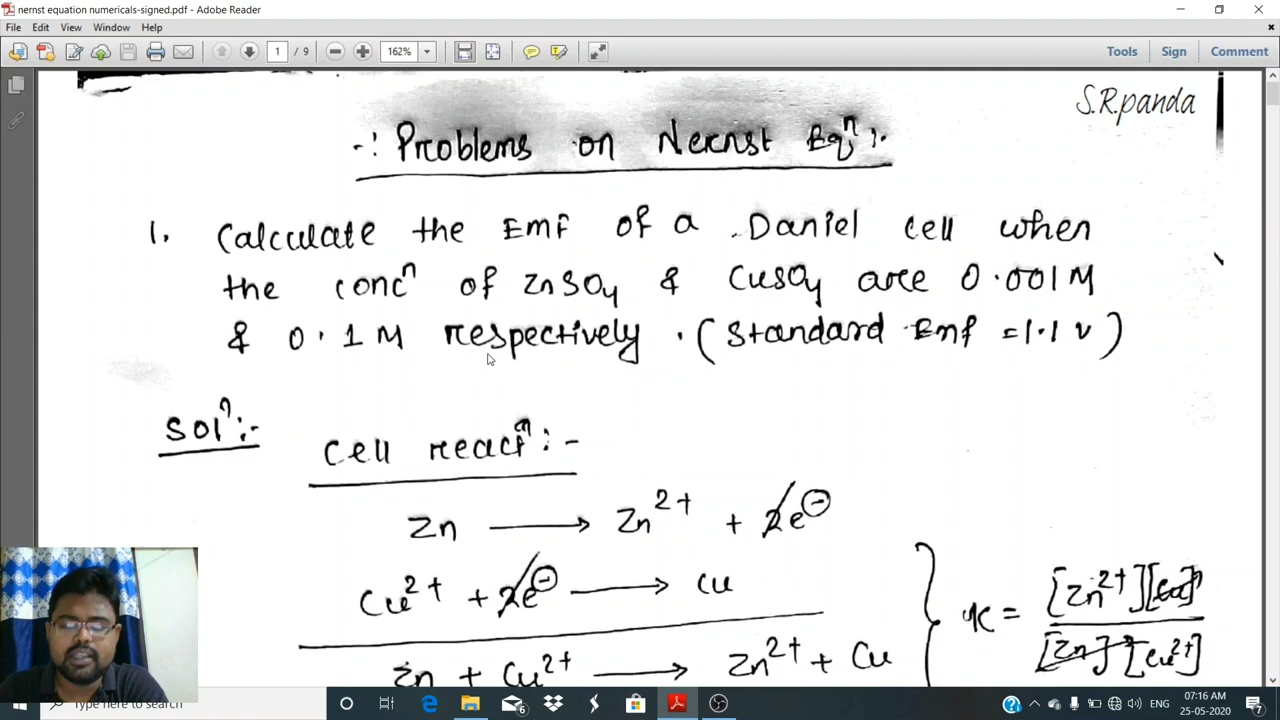 nernst equation numericals-signed.pdf - Adobe Reader
File Edit View Window Help
1 / 9 162% Tools Sign Comment
S.R.panda
-: Problems on Nernst Eqⁿ :-
1. Calculate the Emf of a Daniel cell when
the concⁿ of ZnSO₄ & CuSO₄ are 0.001M
& 0.1M respectively. (Standard Emf = 1.1 v)
Solⁿ:-
Cell reactⁿ:-
Zn → Zn²⁺ + 2e⊖
Cu²⁺ + 2e⊖ → Cu
Zn + Cu²⁺ → Zn²⁺ + Cu
K = [Zn²⁺][Cu] / [Zn][Cu²⁺]
Type here to search
ENG
07:16 AM
25-05-2020